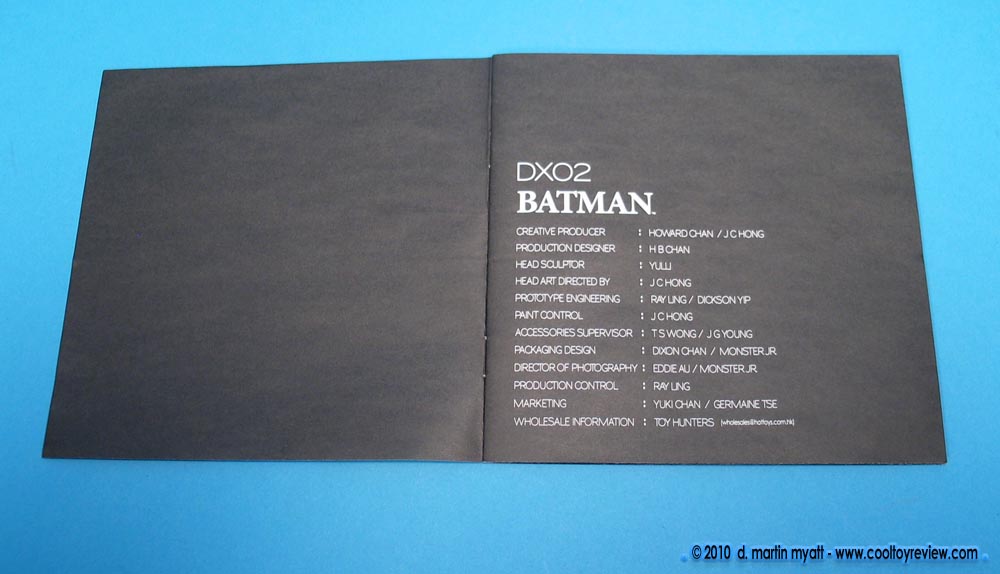 DX02
BATMAN™
CREATIVE PRODUCER : HOWARD CHAN / J C HONG
PRODUCTION DESIGNER : H B CHAN
HEAD SCULPTOR : YULLI
HEAD ART DIRECTED BY : J C HONG
PROTOTYPE ENGINEERING : RAY LING / DICKSON YIP
PAINT CONTROL : J C HONG
ACCESSORIES SUPERVISOR : T S WONG / J G YOUNG
PACKAGING DESIGN : DIXON CHAN / MONSTER JR.
DIRECTOR OF PHOTOGRAPHY : EDDIE AU / MONSTER JR.
PRODUCTION CONTROL : RAY LING
MARKETING : YUKI CHAN / GERMAINE TSE
WHOLESALE INFORMATION : TOY HUNTERS (wholesales@hottoys.com.hk)
© 2010 d. martin myatt - www.cooltoyreview.com